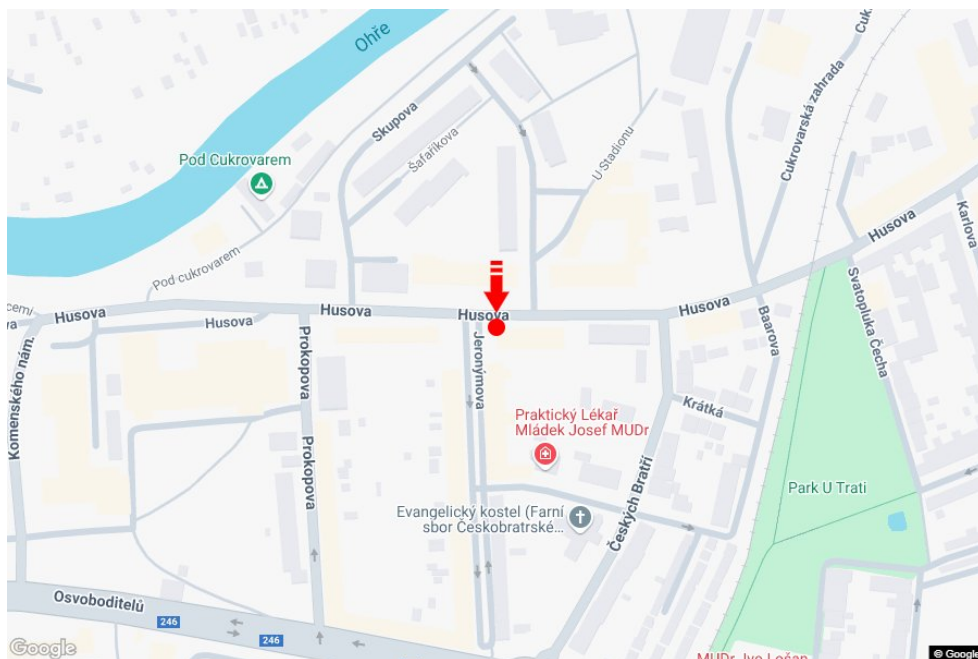 Ohře
Cukrovarská zahrada
Skupova
Šafaříkova
U Stadionu
Pod Cukrovarem
Karlova
Husova
Pod cukrovarem
Husova
Husova
Husova
Husova
Husova
Baarova
Svatopluka Čecha
Komenského nám.
Prokopova
Jeronýmova
Krátká
Praktický Lékař
Mládek Josef MUDr
Prokopova
Českých Bratří
Park U Trati
Evangelický kostel (Farní
sbor Českobratrské...
Osvoboditelů
246
246
Google
© Google